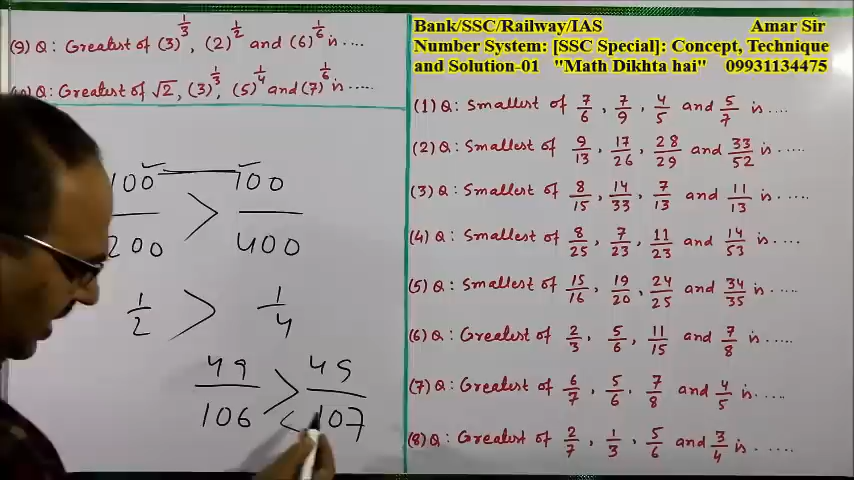 (9) Q: Greatest of (3)^1/3, (2)^1/2 and (6)^1/6 is....
Q: Greatest of √2, (3)^1/3, (5)^1/4 and (7)^1/6 is.....
100 > 100
200 400
1/2 > 1/4
49 > 49
106 < 107
Bank/SSC/Railway/IAS Amar Sir
Number System: [SSC Special]: Concept, Technique
and Solution-01 "Math Dikhta hai" 09931134475
(1) Q: Smallest of 7/6, 7/9, 4/5 and 5/7 is....
(2) Q: Smallest of 9/13, 17/26, 28/29 and 33/52 is.....
(3) Q: Smallest of 8/15, 14/33, 7/13 and 11/13 is.....
(4) Q: Smallest of 8/25, 7/23, 11/23 and 14/53 is....
(5) Q: Smallest of 15/16, 19/20, 24/25 and 34/35 is.....
(6) Q: Greatest of 2/3, 5/6, 11/15 and 7/8 is.....
(7) Q: Greatest of 6/7, 5/6, 7/8 and 4/5 is.....
(8) Q: Greatest of 2/7, 1/3, 5/6 and 3/4 is.....